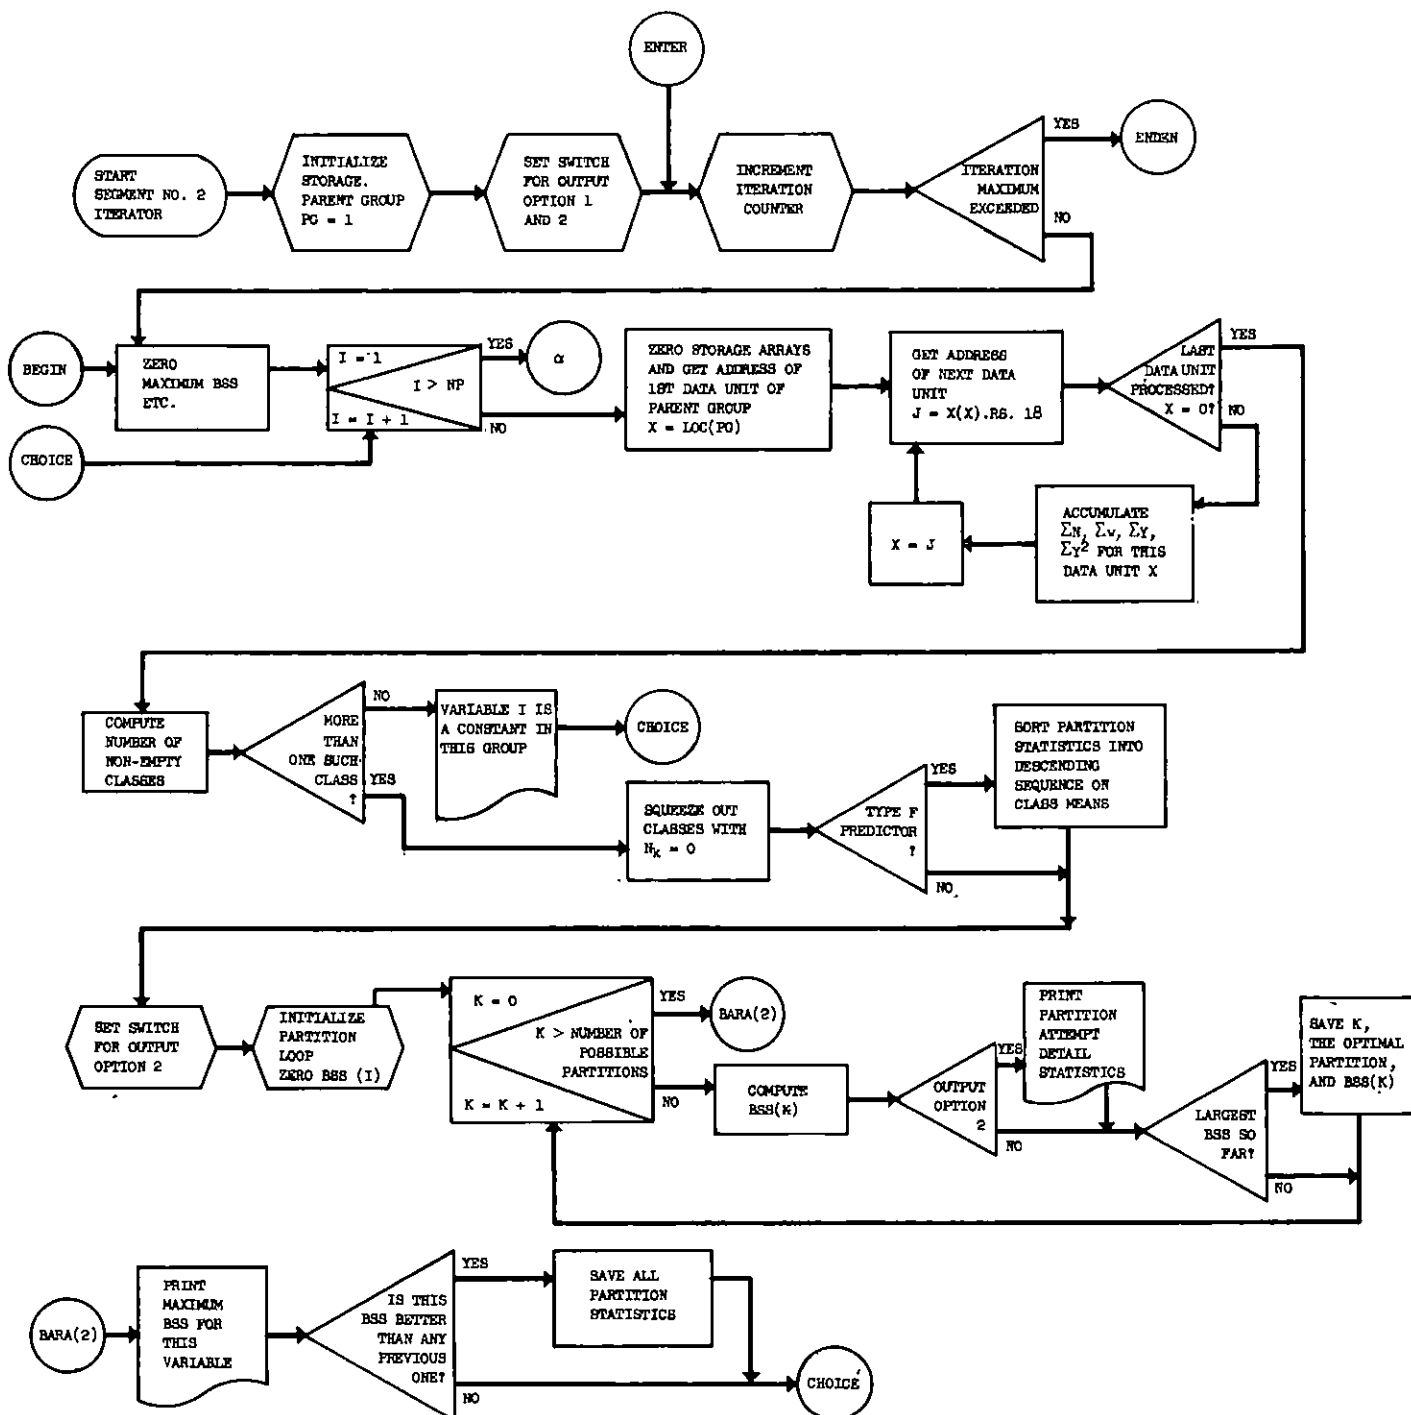 ENTER
START
SEGMENT NO. 2
ITERATOR
INITIALIZE
STORAGE.
PARENT GROUP
PG = 1
SET SWITCH
FOR OUTPUT
OPTION 1
AND 2
INCREMENT
ITERATION
COUNTER
ITERATION
MAXIMUM
EXCEEDED
YES
NO
ENDEN
BEGIN
CHOICE
ZERO
MAXIMUM BSS
ETC.
I = 1
I > NP
I = I + 1
YES
NO
α
ZERO STORAGE ARRAYS
AND GET ADDRESS OF
1ST DATA UNIT OF
PARENT GROUP
X = LOC(PG)
GET ADDRESS
OF NEXT DATA
UNIT
J = X(X).RS. 18
LAST
DATA UNIT
PROCESSED?
X = 0?
YES
NO
ACCUMULATE
ΣN, Σw, ΣY,
ΣY² FOR THIS
DATA UNIT X
X = J
COMPUTE
NUMBER OF
NON-EMPTY
CLASSES
MORE
THAN
ONE SUCH
CLASS
?
NO
YES
VARIABLE I IS
A CONSTANT IN
THIS GROUP
CHOICE
SQUEEZE OUT
CLASSES WITH
Nk = 0
TYPE F
PREDICTOR
?
YES
NO
SORT PARTITION
STATISTICS INTO
DESCENDING
SEQUENCE ON
CLASS MEANS
SET SWITCH
FOR OUTPUT
OPTION 2
INITIALIZE
PARTITION
LOOP
ZERO BSS (I)
K = 0
K > NUMBER OF
POSSIBLE
PARTITIONS
K = K + 1
YES
NO
BARA(2)
COMPUTE
BSS(K)
OUTPUT
OPTION
2
YES
NO
PRINT
PARTITION
ATTEMPT
DETAIL
STATISTICS
LARGEST
BSS SO
FAR?
YES
NO
SAVE K,
THE OPTIMAL
PARTITION,
AND BSS(K)
BARA(2)
PRINT
MAXIMUM
BSS FOR
THIS
VARIABLE
IS THIS
BSS BETTER
THAN ANY
PREVIOUS
ONE?
YES
NO
SAVE ALL
PARTITION
STATISTICS
CHOICE